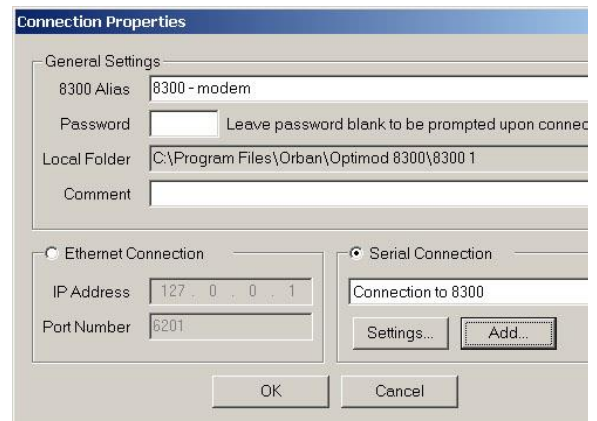 Connection Properties
General Settings
8300 Alias 8300 - modem
Password Leave password blank to be prompted upon connec
Local Folder C:\Program Files\Orban\Optimod 8300\8300 1
Comment
Ethernet Connection
IP Address 127 . 0 . 0 . 1
Port Number 6201
Serial Connection
Connection to 8300
Settings... Add...
OK Cancel